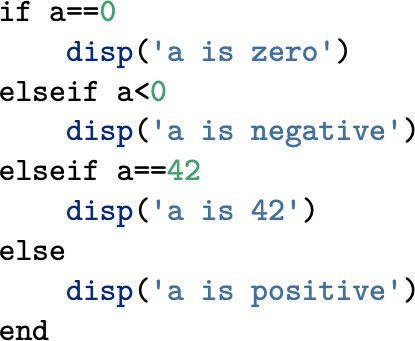 if a==0
    disp('a is zero')
elseif a<0
    disp('a is negative')
elseif a==42
    disp('a is 42')
else
    disp('a is positive')
end